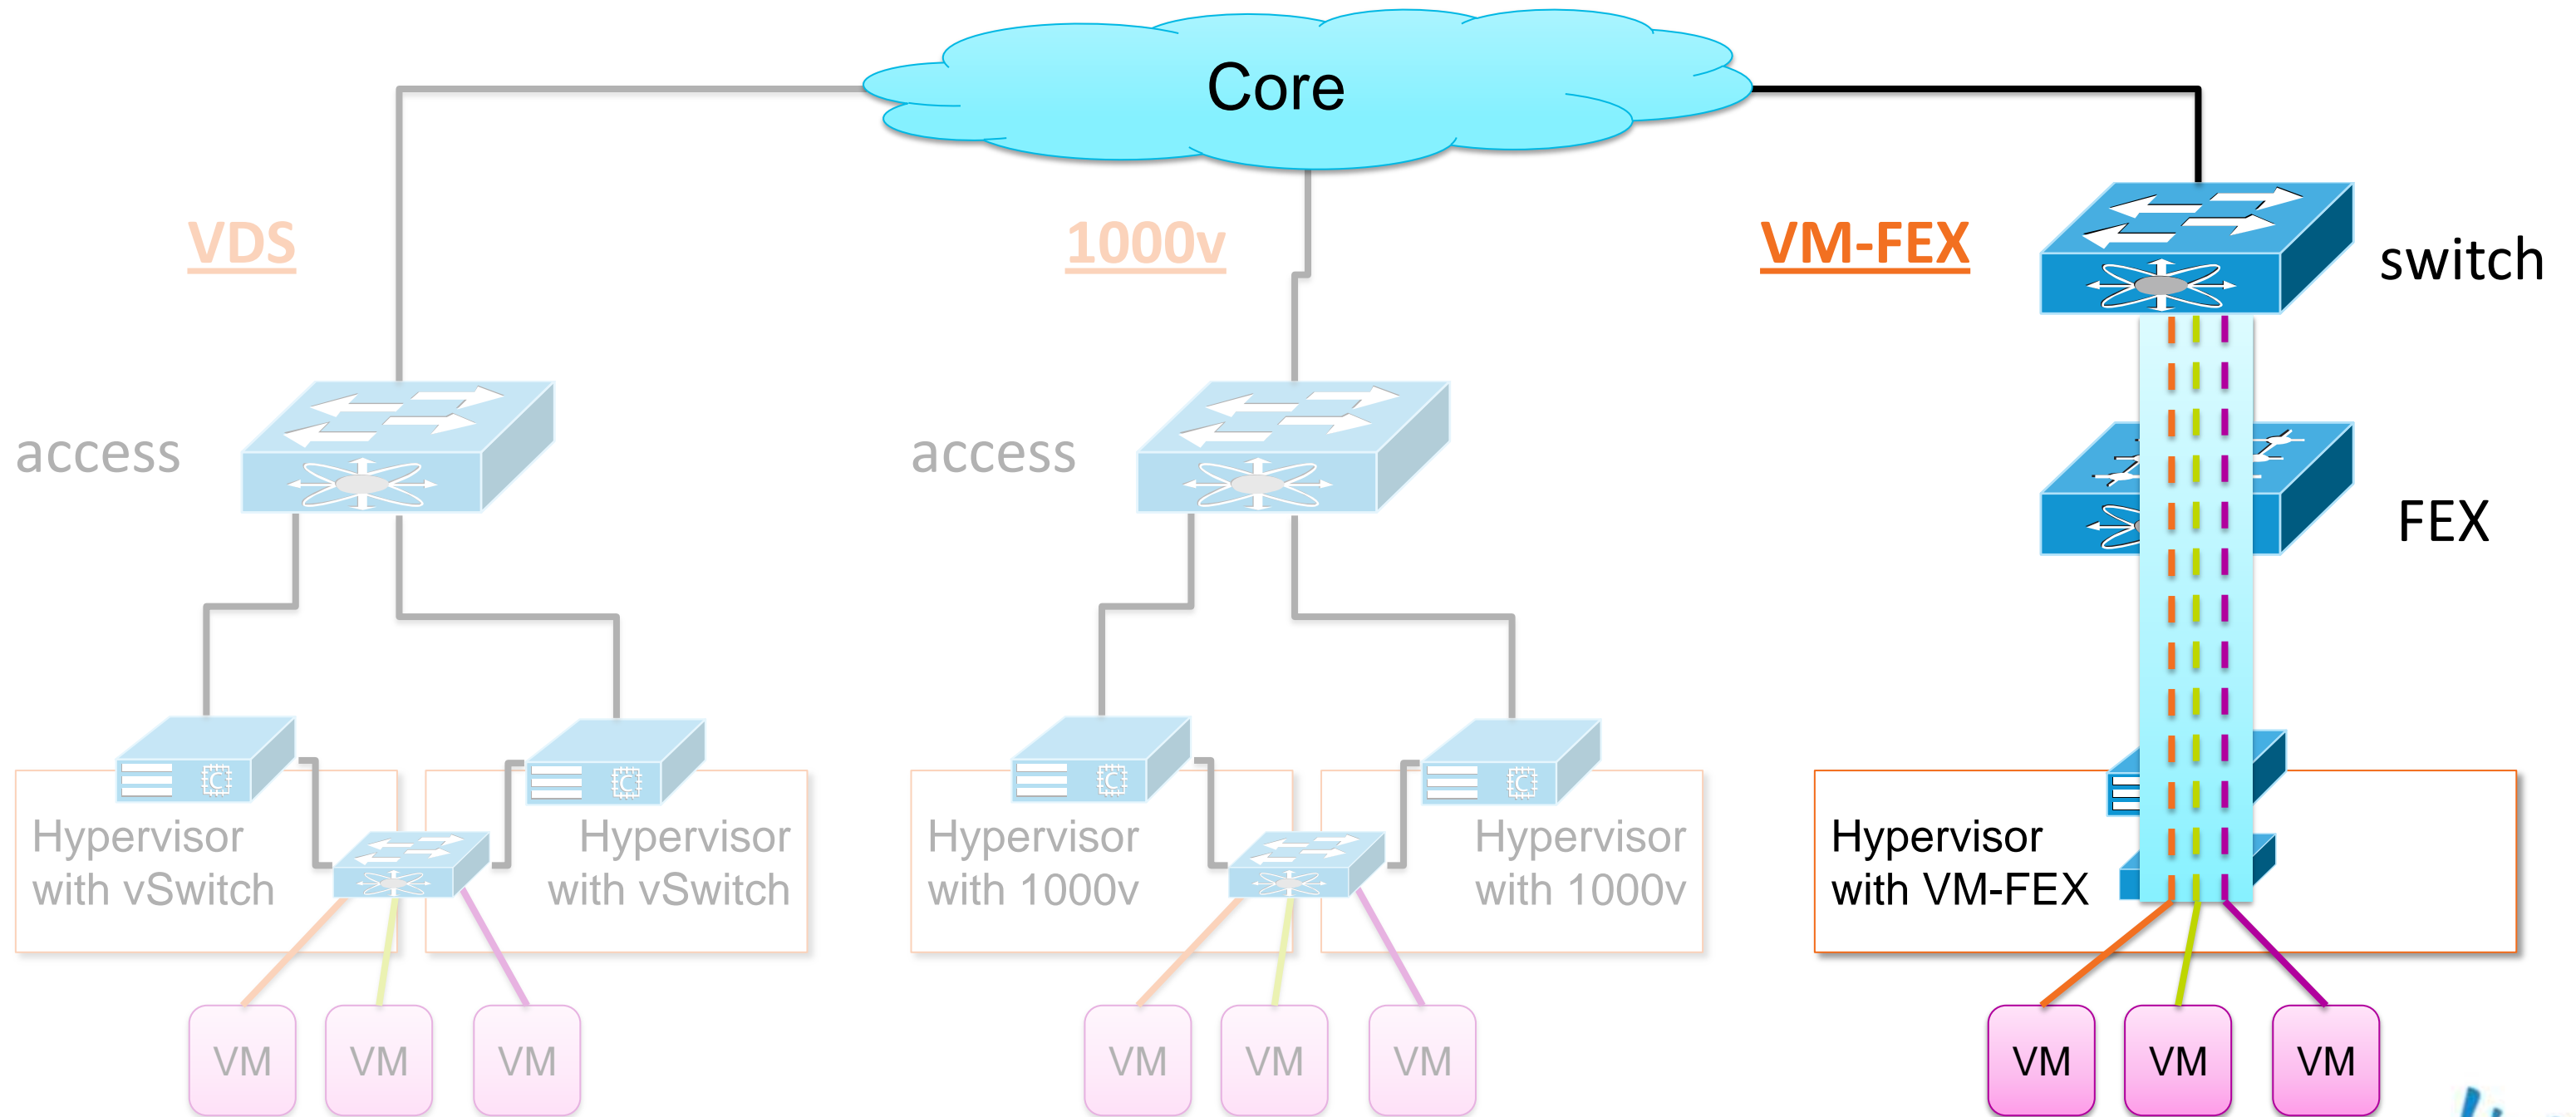 Core
VDS
1000v
VM-FEX
switch
access
access
FEX
Hypervisor
with vSwitch
Hypervisor
with vSwitch
Hypervisor
with 1000v
Hypervisor
with 1000v
Hypervisor
with VM-FEX
C
C
C
C
VM
VM
VM
VM
VM
VM
VM
VM
VM